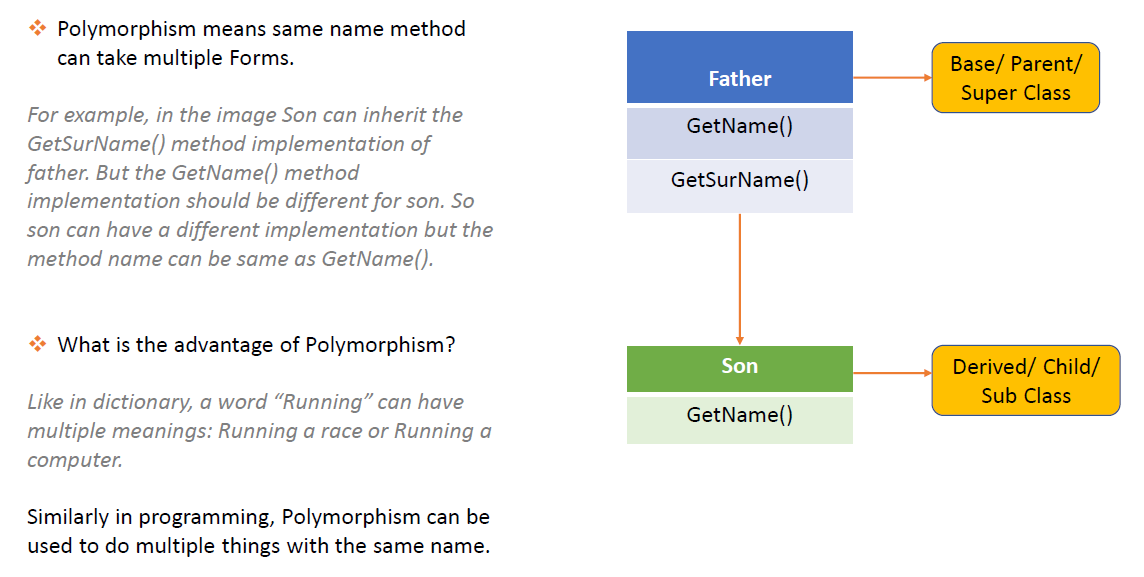 ❖ Polymorphism means same name method
can take multiple Forms.
For example, in the image Son can inherit the
GetSurName() method implementation of
father. But the GetName() method
implementation should be different for son. So
son can have a different implementation but the
method name can be same as GetName().
❖ What is the advantage of Polymorphism?
Like in dictionary, a word “Running” can have
multiple meanings: Running a race or Running a
computer.
Similarly in programming, Polymorphism can be
used to do multiple things with the same name.
Father
GetName()
GetSurName()
Base/ Parent/
Super Class
Son
GetName()
Derived/ Child/
Sub Class